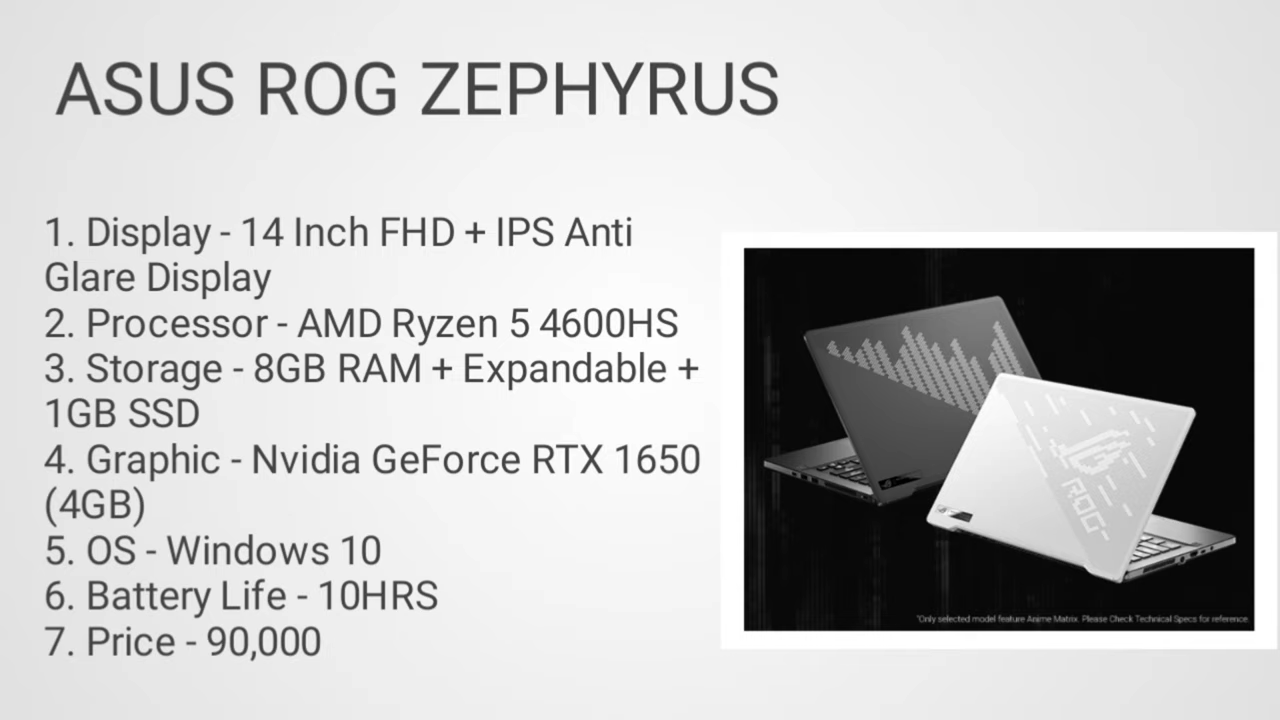 ASUS ROG ZEPHYRUS
1. Display - 14 Inch FHD + IPS Anti
Glare Display
2. Processor - AMD Ryzen 5 4600HS
3. Storage - 8GB RAM + Expandable +
1GB SSD
4. Graphic - Nvidia GeForce RTX 1650
(4GB)
5. OS - Windows 10
6. Battery Life - 10HRS
7. Price - 90,000
ROG
*Only selected model feature Anime Matrix. Please Check Technical Specs for reference.